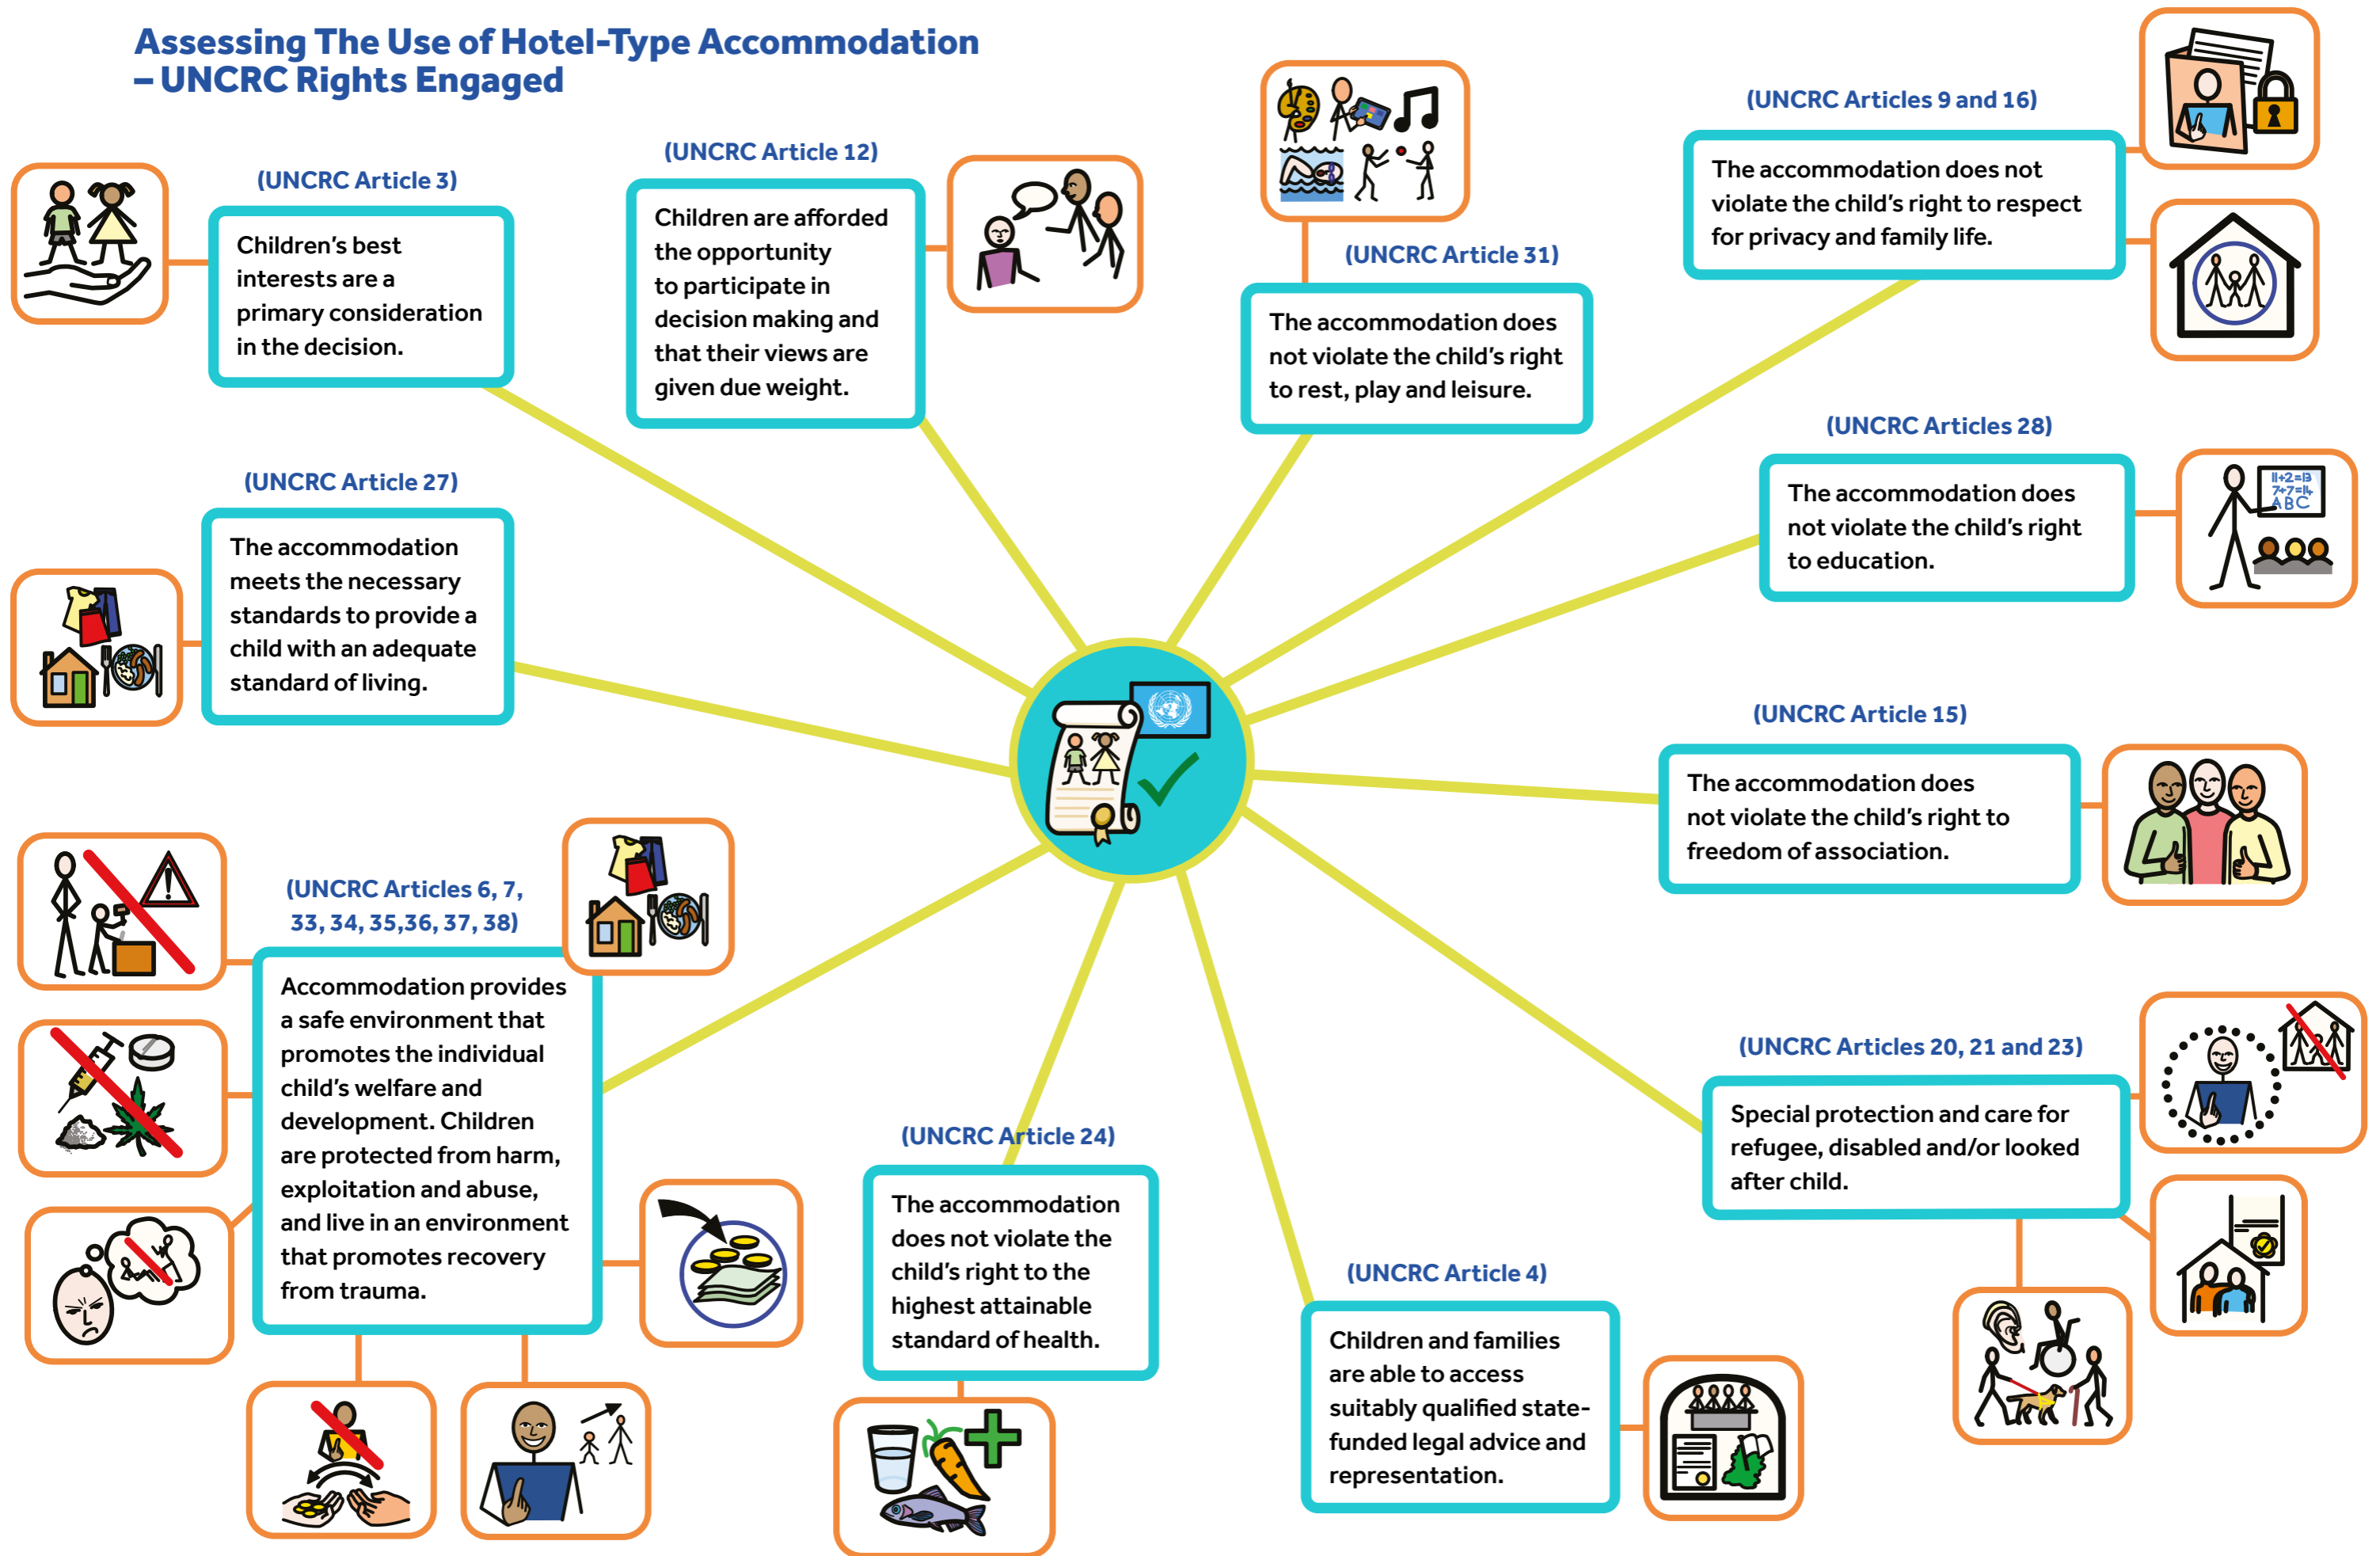 Assessing The Use of Hotel-Type Accommodation
– UNCRC Rights Engaged
(UNCRC Article 3)
Children’s best
interests are a
primary consideration
in the decision.
(UNCRC Article 12)
Children are afforded
the opportunity
to participate in
decision making and
that their views are
given due weight.
(UNCRC Article 31)
The accommodation does
not violate the child’s right
to rest, play and leisure.
(UNCRC Articles 9 and 16)
The accommodation does not
violate the child’s right to respect
for privacy and family life.
(UNCRC Articles 28)
The accommodation does
not violate the child’s right
to education.
11+2=13
7+7=14
ABC
(UNCRC Article 27)
The accommodation
meets the necessary
standards to provide a
child with an adequate
standard of living.
(UNCRC Article 15)
The accommodation does
not violate the child’s right to
freedom of association.
(UNCRC Articles 6, 7,
33, 34, 35,36, 37, 38)
Accommodation provides
a safe environment that
promotes the individual
child’s welfare and
development. Children
are protected from harm,
exploitation and abuse,
and live in an environment
that promotes recovery
from trauma.
(UNCRC Article 24)
The accommodation
does not violate the
child’s right to the
highest attainable
standard of health.
(UNCRC Article 4)
Children and families
are able to access
suitably qualified state-
funded legal advice and
representation.
(UNCRC Articles 20, 21 and 23)
Special protection and care for
refugee, disabled and/or looked
after child.